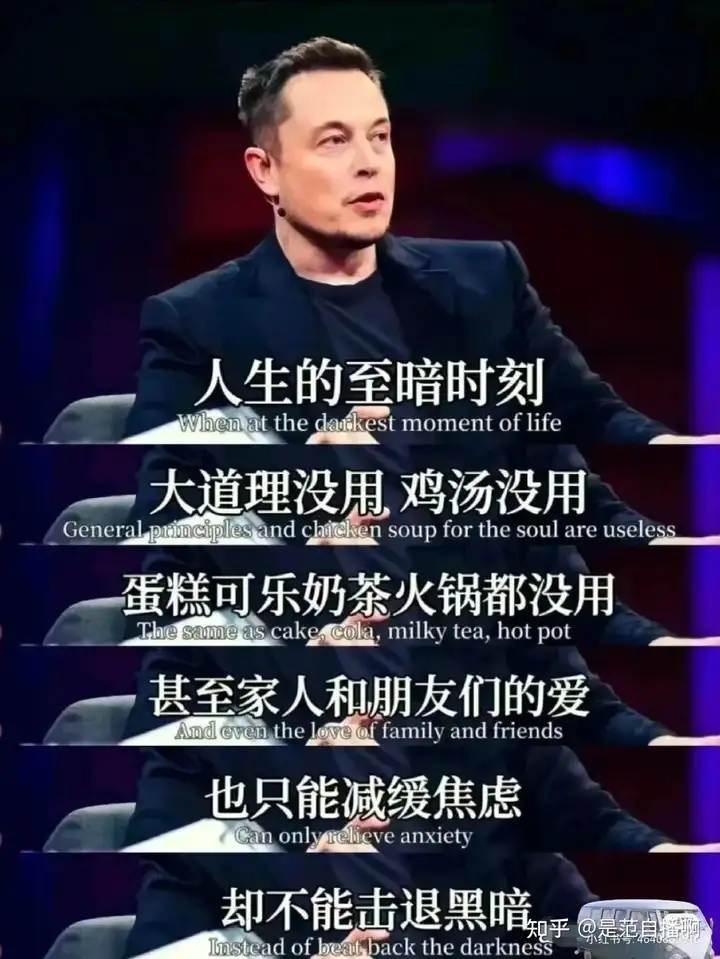 人生的至暗时刻
When at the darkest moment of life
大道理没用 鸡汤没用
General principles and chicken soup for the soul are useless
蛋糕可乐奶茶火锅都没用
The same as cake, cola, milky tea, hot pot
甚至家人和朋友们的爱
And even the love of family and friends
也只能减缓焦虑
Can only relieve anxiety
却不能击退黑暗
Instead of beat back the darkness
知乎 @是范自播啊
小红书号: